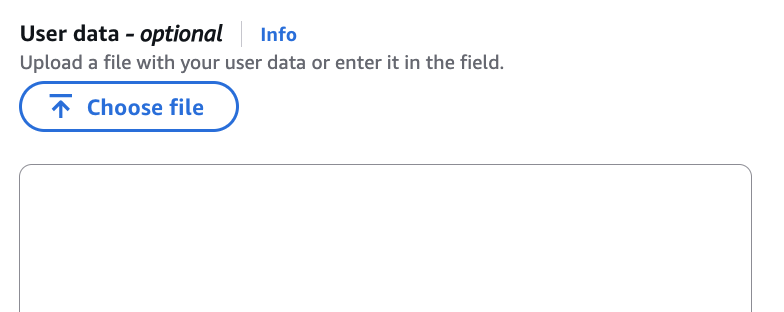 User data - optional Info
Upload a file with your user data or enter it in the field.
Choose file